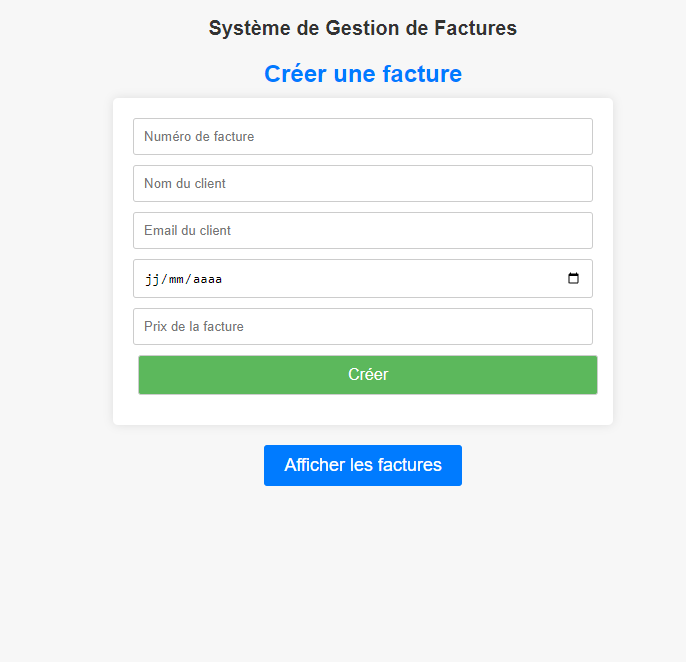 Système de Gestion de Factures
Créer une facture
Numéro de facture
Nom du client
Email du client
jj/mm/aaaa
Prix de la facture
Créer
Afficher les factures